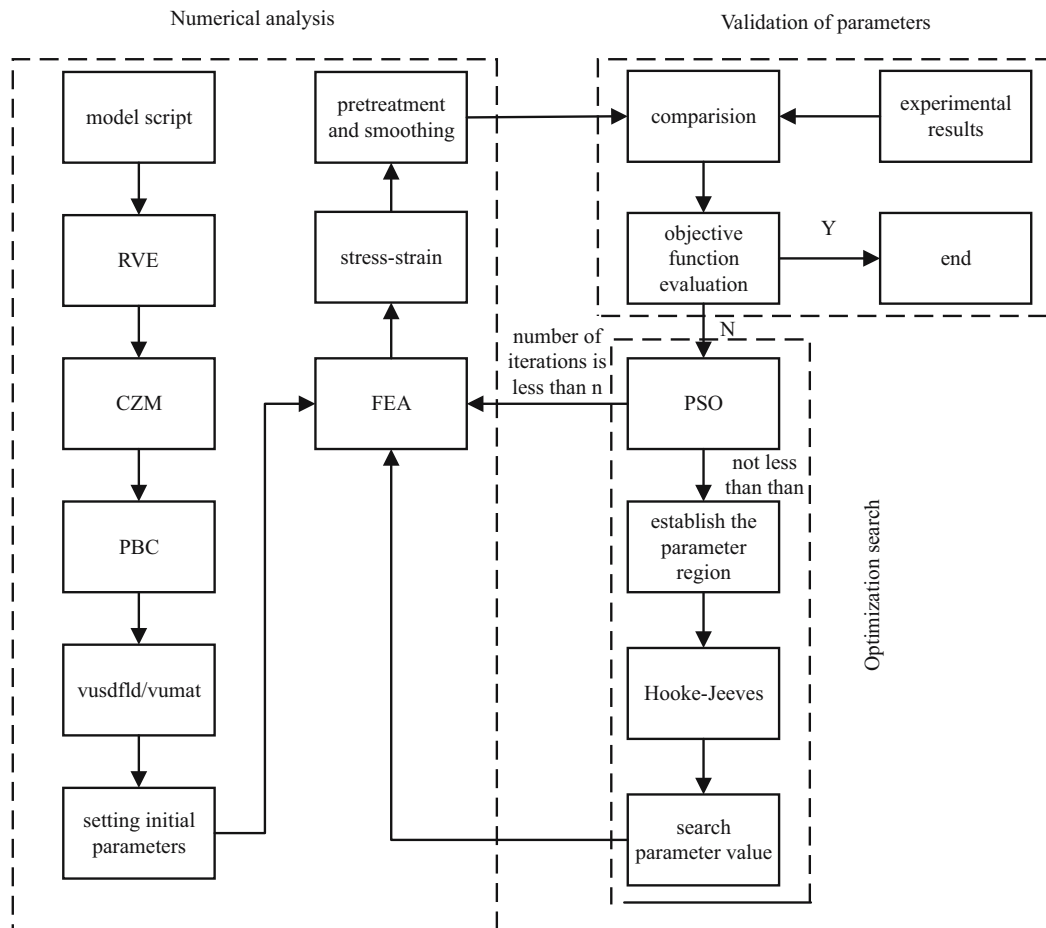 Numerical analysis
Validation of parameters
model script
RVE
CZM
PBC
vusdfld/vumat
setting initial
parameters
pretreatment
and smoothing
stress-strain
FEA
comparision
experimental
results
objective
function
evaluation
Y
end
N
number of
iterations is
less than n
PSO
not less
than than
establish the
parameter
region
Hooke-Jeeves
search
parameter value
Optimization search